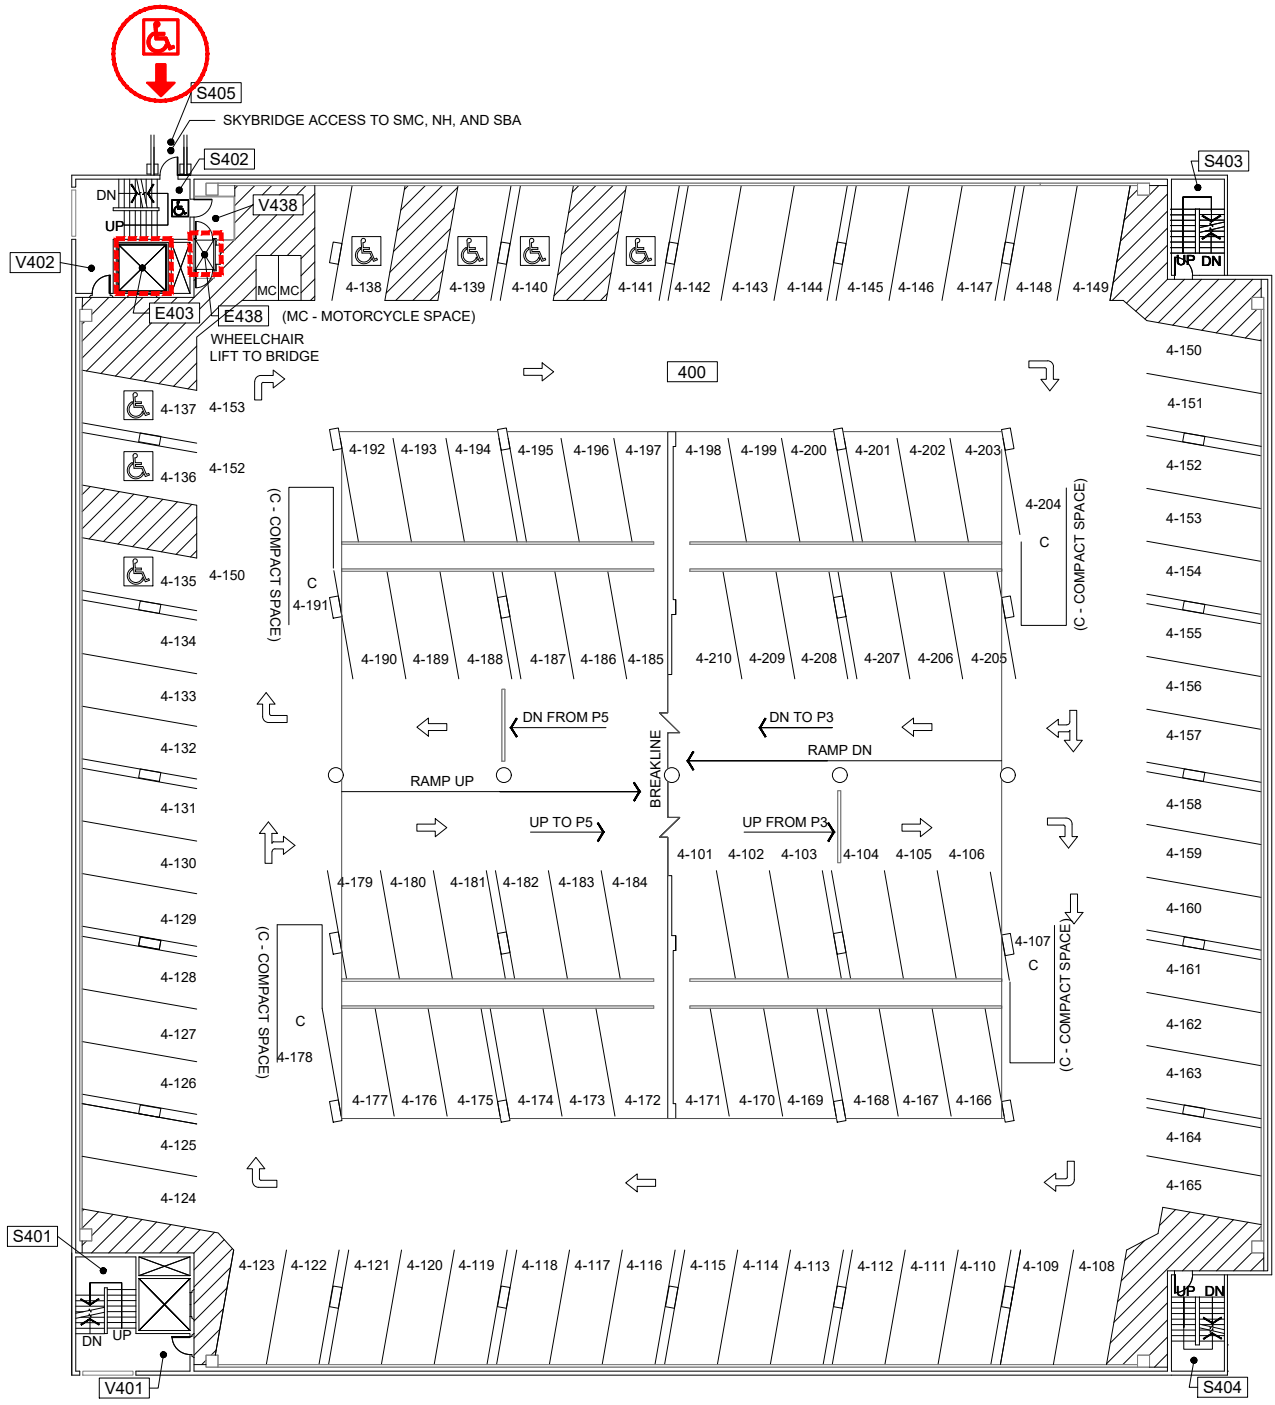 S405
SKYBRIDGE ACCESS TO SMC, NH, AND SBA
S402
S403
DN
UP
V438
V402
E403
E438
MC MC
(MC - MOTORCYCLE SPACE)
WHEELCHAIR
LIFT TO BRIDGE
UP DN
4-138 4-139 4-140 4-141 4-142 4-143 4-144 4-145 4-146 4-147 4-148 4-149
400
4-150
4-151
4-152
4-153
4-154
4-155
4-156
4-157
4-158
4-159
4-160
4-161
4-162
4-163
4-164
4-165
4-137 4-153
4-136 4-152
4-135 4-150
4-134
4-133
4-132
4-131
4-130
4-129
4-128
4-127
4-126
4-125
4-124
4-192 4-193 4-194 4-195 4-196 4-197 4-198 4-199 4-200 4-201 4-202 4-203
4-204
C
(C - COMPACT SPACE)
(C - COMPACT SPACE)
C
4-191
4-190 4-189 4-188 4-187 4-186 4-185 4-210 4-209 4-208 4-207 4-206 4-205
DN FROM P5
DN TO P3
RAMP DN
BREAKLINE
RAMP UP
UP TO P5
UP FROM P3
4-101 4-102 4-103 4-104 4-105 4-106
4-179 4-180 4-181 4-182 4-183 4-184
4-107
C
(C - COMPACT SPACE)
(C - COMPACT SPACE)
C
4-178
4-177 4-176 4-175 4-174 4-173 4-172 4-171 4-170 4-169 4-168 4-167 4-166
S401
4-123 4-122 4-121 4-120 4-119 4-118 4-117 4-116 4-115 4-114 4-113 4-112 4-111 4-110 4-109 4-108
DN UP
UP DN
V401
S404